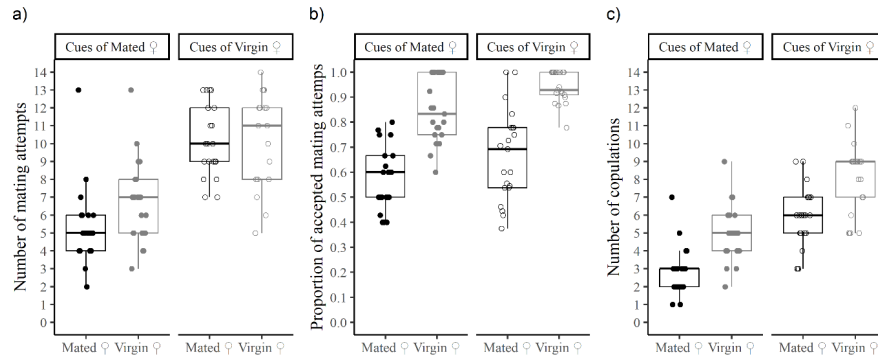 a)
Cues of Mated ♀
Cues of Virgin ♀
Number of mating attempts
14
13
12
11
10
9
8
7
6
5
4
3
2
1
0
Mated ♀
Virgin ♀
Mated ♀
Virgin ♀
b)
Cues of Mated ♀
Cues of Virgin ♀
Proportion of accepted mating attemps
1.0
0.9
0.8
0.7
0.6
0.5
0.4
0.3
0.2
0.1
0.0
Mated ♀
Virgin ♀
Mated ♀
Virgin ♀
c)
Cues of Mated ♀
Cues of Virgin ♀
Number of copulations
14
13
12
11
10
9
8
7
6
5
4
3
2
1
0
Mated ♀
Virgin ♀
Mated ♀
Virgin ♀